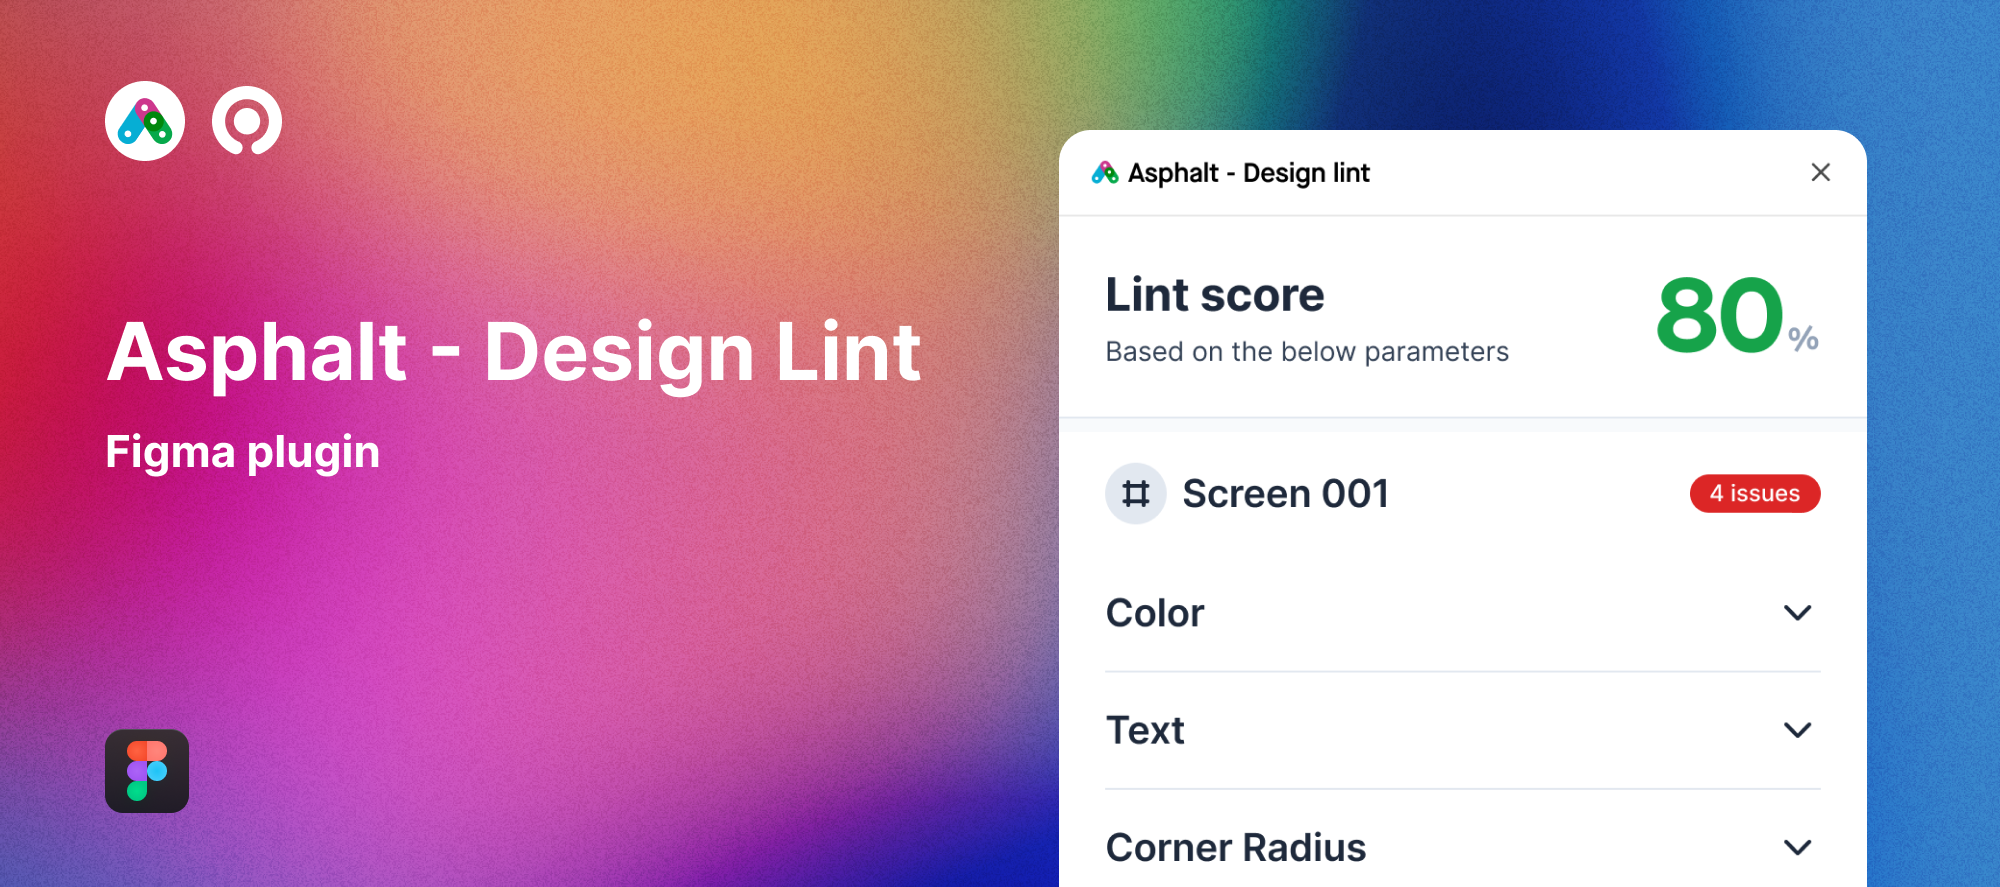 Asphalt - Design Lint
Figma plugin
Asphalt - Design lint
Lint score
Based on the below parameters
80%
Screen 001
4 issues
Color
Text
Corner Radius